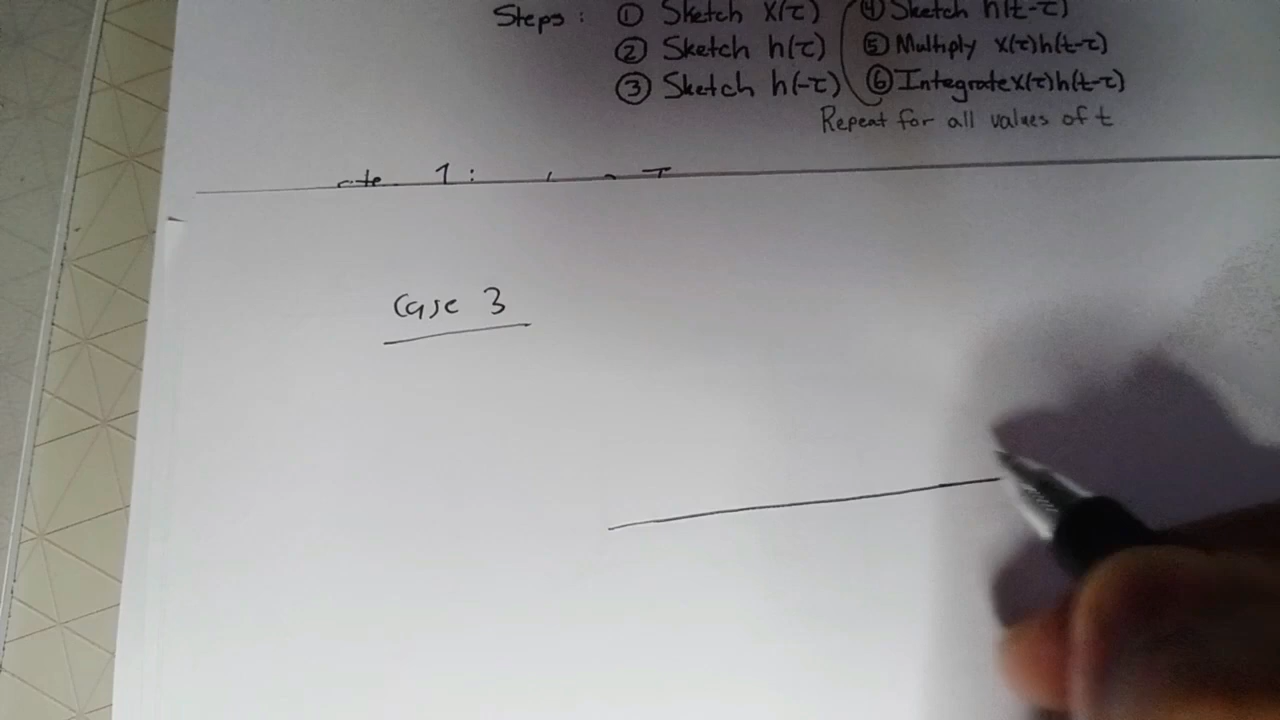 Steps : ① Sketch x(τ) ④ Sketch h(t-τ)
② Sketch h(τ) ⑤ Multiply x(τ)h(t-τ)
③ Sketch h(-τ) ⑥ Integrate x(τ)h(t-τ)
Repeat for all values of t
1 :
Case 3